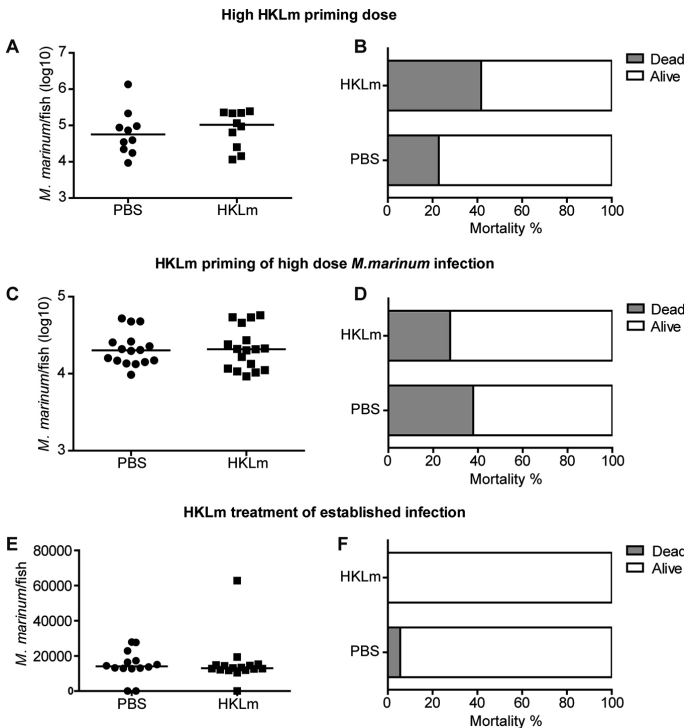 High HKLm priming dose
A
M. marinum/fish (log10)
7
6
5
4
3
PBS
HKLm
B
HKLm
PBS
0
20
40
60
80
100
Mortality %
Dead
Alive
HKLm priming of high dose M.marinum infection
C
M. marinum/fish (log10)
5
4
3
PBS
HKLm
D
HKLm
PBS
0
20
40
60
80
100
Mortality %
Dead
Alive
HKLm treatment of established infection
E
M. marinum/fish
80000
60000
40000
20000
0
PBS
HKLm
F
HKLm
PBS
0
20
40
60
80
100
Mortality %
Dead
Alive